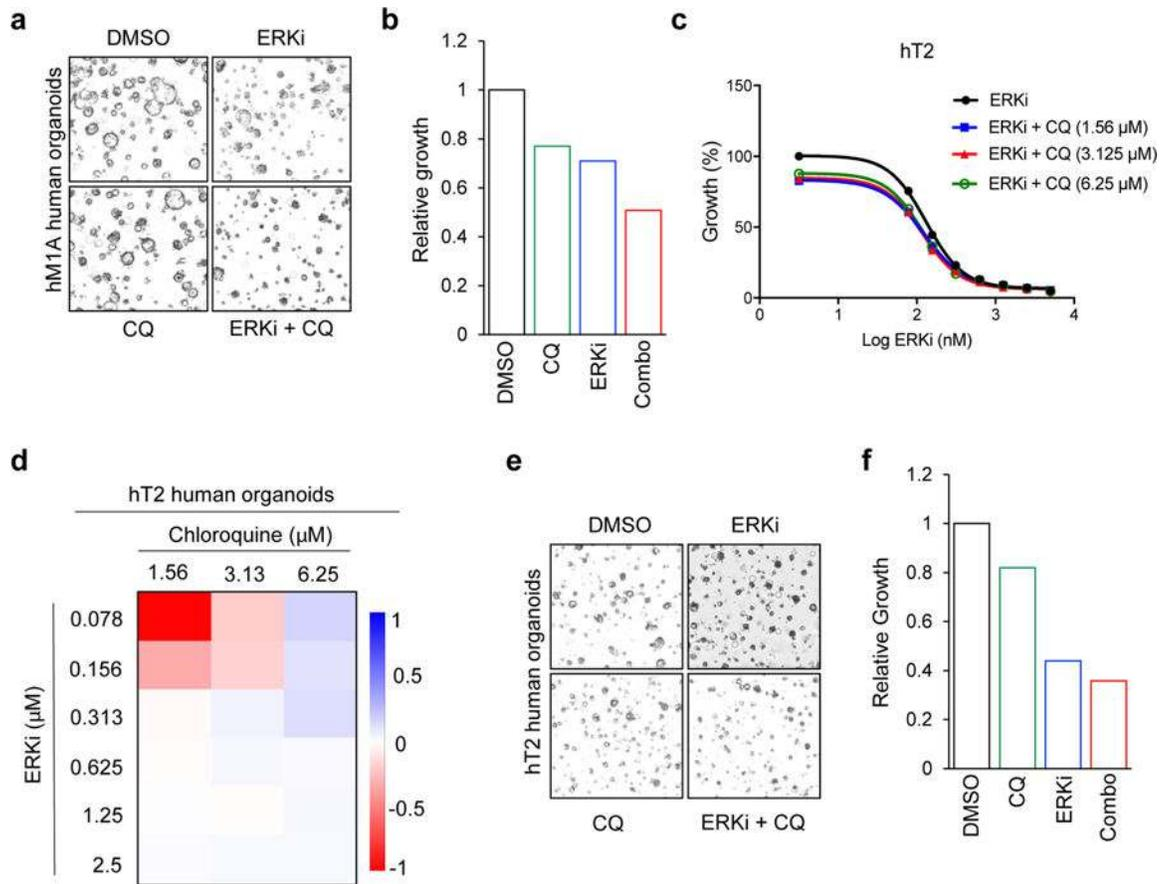 a
DMSO ERKi
hM1A human organoids
CQ ERKi + CQ
b
1.2
1
0.8
0.6
0.4
0.2
0
Relative growth
DMSO
CQ
ERKi
Combo
c
hT2
150
100
50
0
Growth (%)
0 1 2 3 4
Log ERKi (nM)
ERKi
ERKi + CQ (1.56 µM)
ERKi + CQ (3.125 µM)
ERKi + CQ (6.25 µM)
d
hT2 human organoids
Chloroquine (µM)
1.56 3.13 6.25
ERKi (µM)
0.078
0.156
0.313
0.625
1.25
2.5
1
0.5
0
-0.5
-1
e
DMSO ERKi
hT2 human organoids
CQ ERKi + CQ
f
1.2
1
0.8
0.6
0.4
0.2
0
Relative Growth
DMSO
CQ
ERKi
Combo